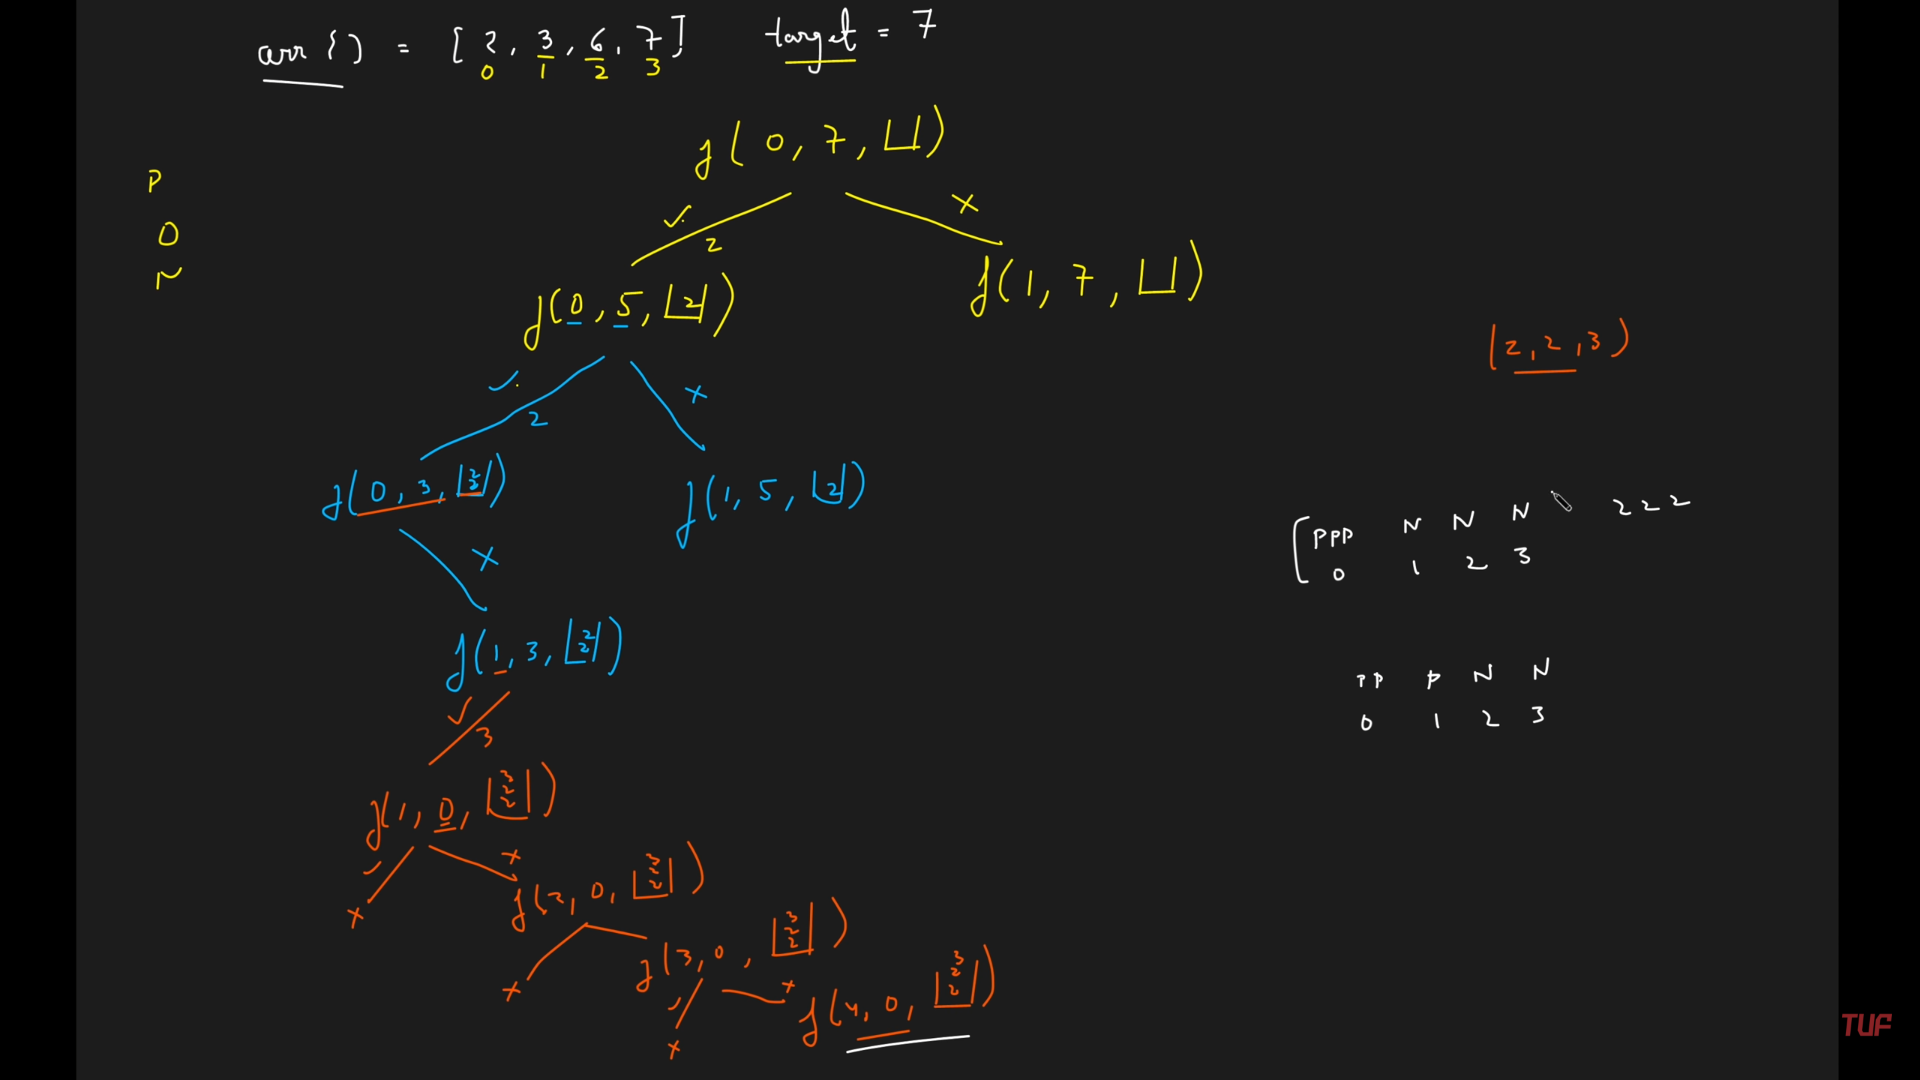 arr [] = [2, 3, 6, 7] target = 7
0 1 2 3
f(0, 7, [])
P
O
N
✓ 2 x
f(0, 5, [2]) f(1, 7, [])
(2, 2, 3)
✓ 2 x
f(0, 3, [2 2]) f(1, 5, [2])
x
PPP N N N 2 2 2
0 1 2 3
f(1, 3, [2 2])
PP P N N
0 1 2 3
✓ 3
f(1, 0, [3 2 2])
✓ x
x f(2, 0, [3 2 2])
x f(3, 0, [3 2 2])
✓ x
x f(4, 0, [3 2 2])
TUF